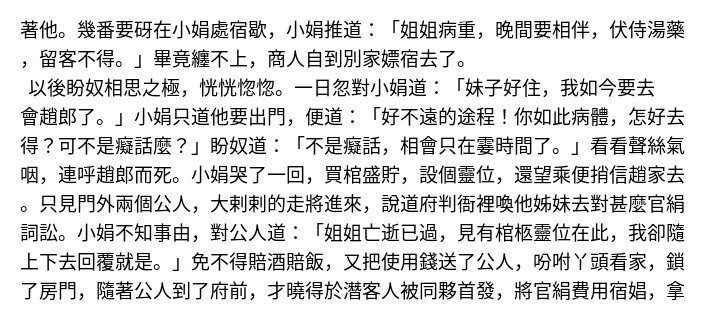 著他。幾番要砑在小娟處宿歇，小娟推道：「姐姐病重，晚間要相伴，伏侍湯藥
，留客不得。」畢竟纏不上，商人自到別家嫖宿去了。
以後盼奴相思之極，恍恍惚惚。一日忽對小娟道：「妹子好住，我如今要去
會趙郎了。」小娟只道他要出門，便道：「好不遠的途程！你如此病體，怎好去
得？可不是癡話麼？」盼奴道：「不是癡話，相會只在霎時間了。」看看聲絲氣
咽，連呼趙郎而死。小娟哭了一回，買棺盛貯，設個靈位，還望乘便捎信趙家去
。只見門外兩個公人，大剌剌的走將進來，說道府判衙裡喚他姊妹去對甚麼官絹
詞訟。小娟不知事由，對公人道：「姐姐亡逝已過，見有棺柩靈位在此，我卻隨
上下去回覆就是。」免不得賠酒賠飯，又把使用錢送了公人，吩咐丫頭看家，鎖
了房門，隨著公人到了府前，才曉得於潛客人被同夥首發，將官絹費用宿娼，拿